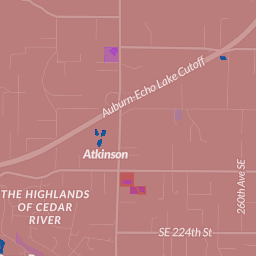 Auburn-Echo Lake Cutoff
Atkinson
THE HIGHLANDS
OF CEDAR
RIVER
260th Ave SE
SE 224th St